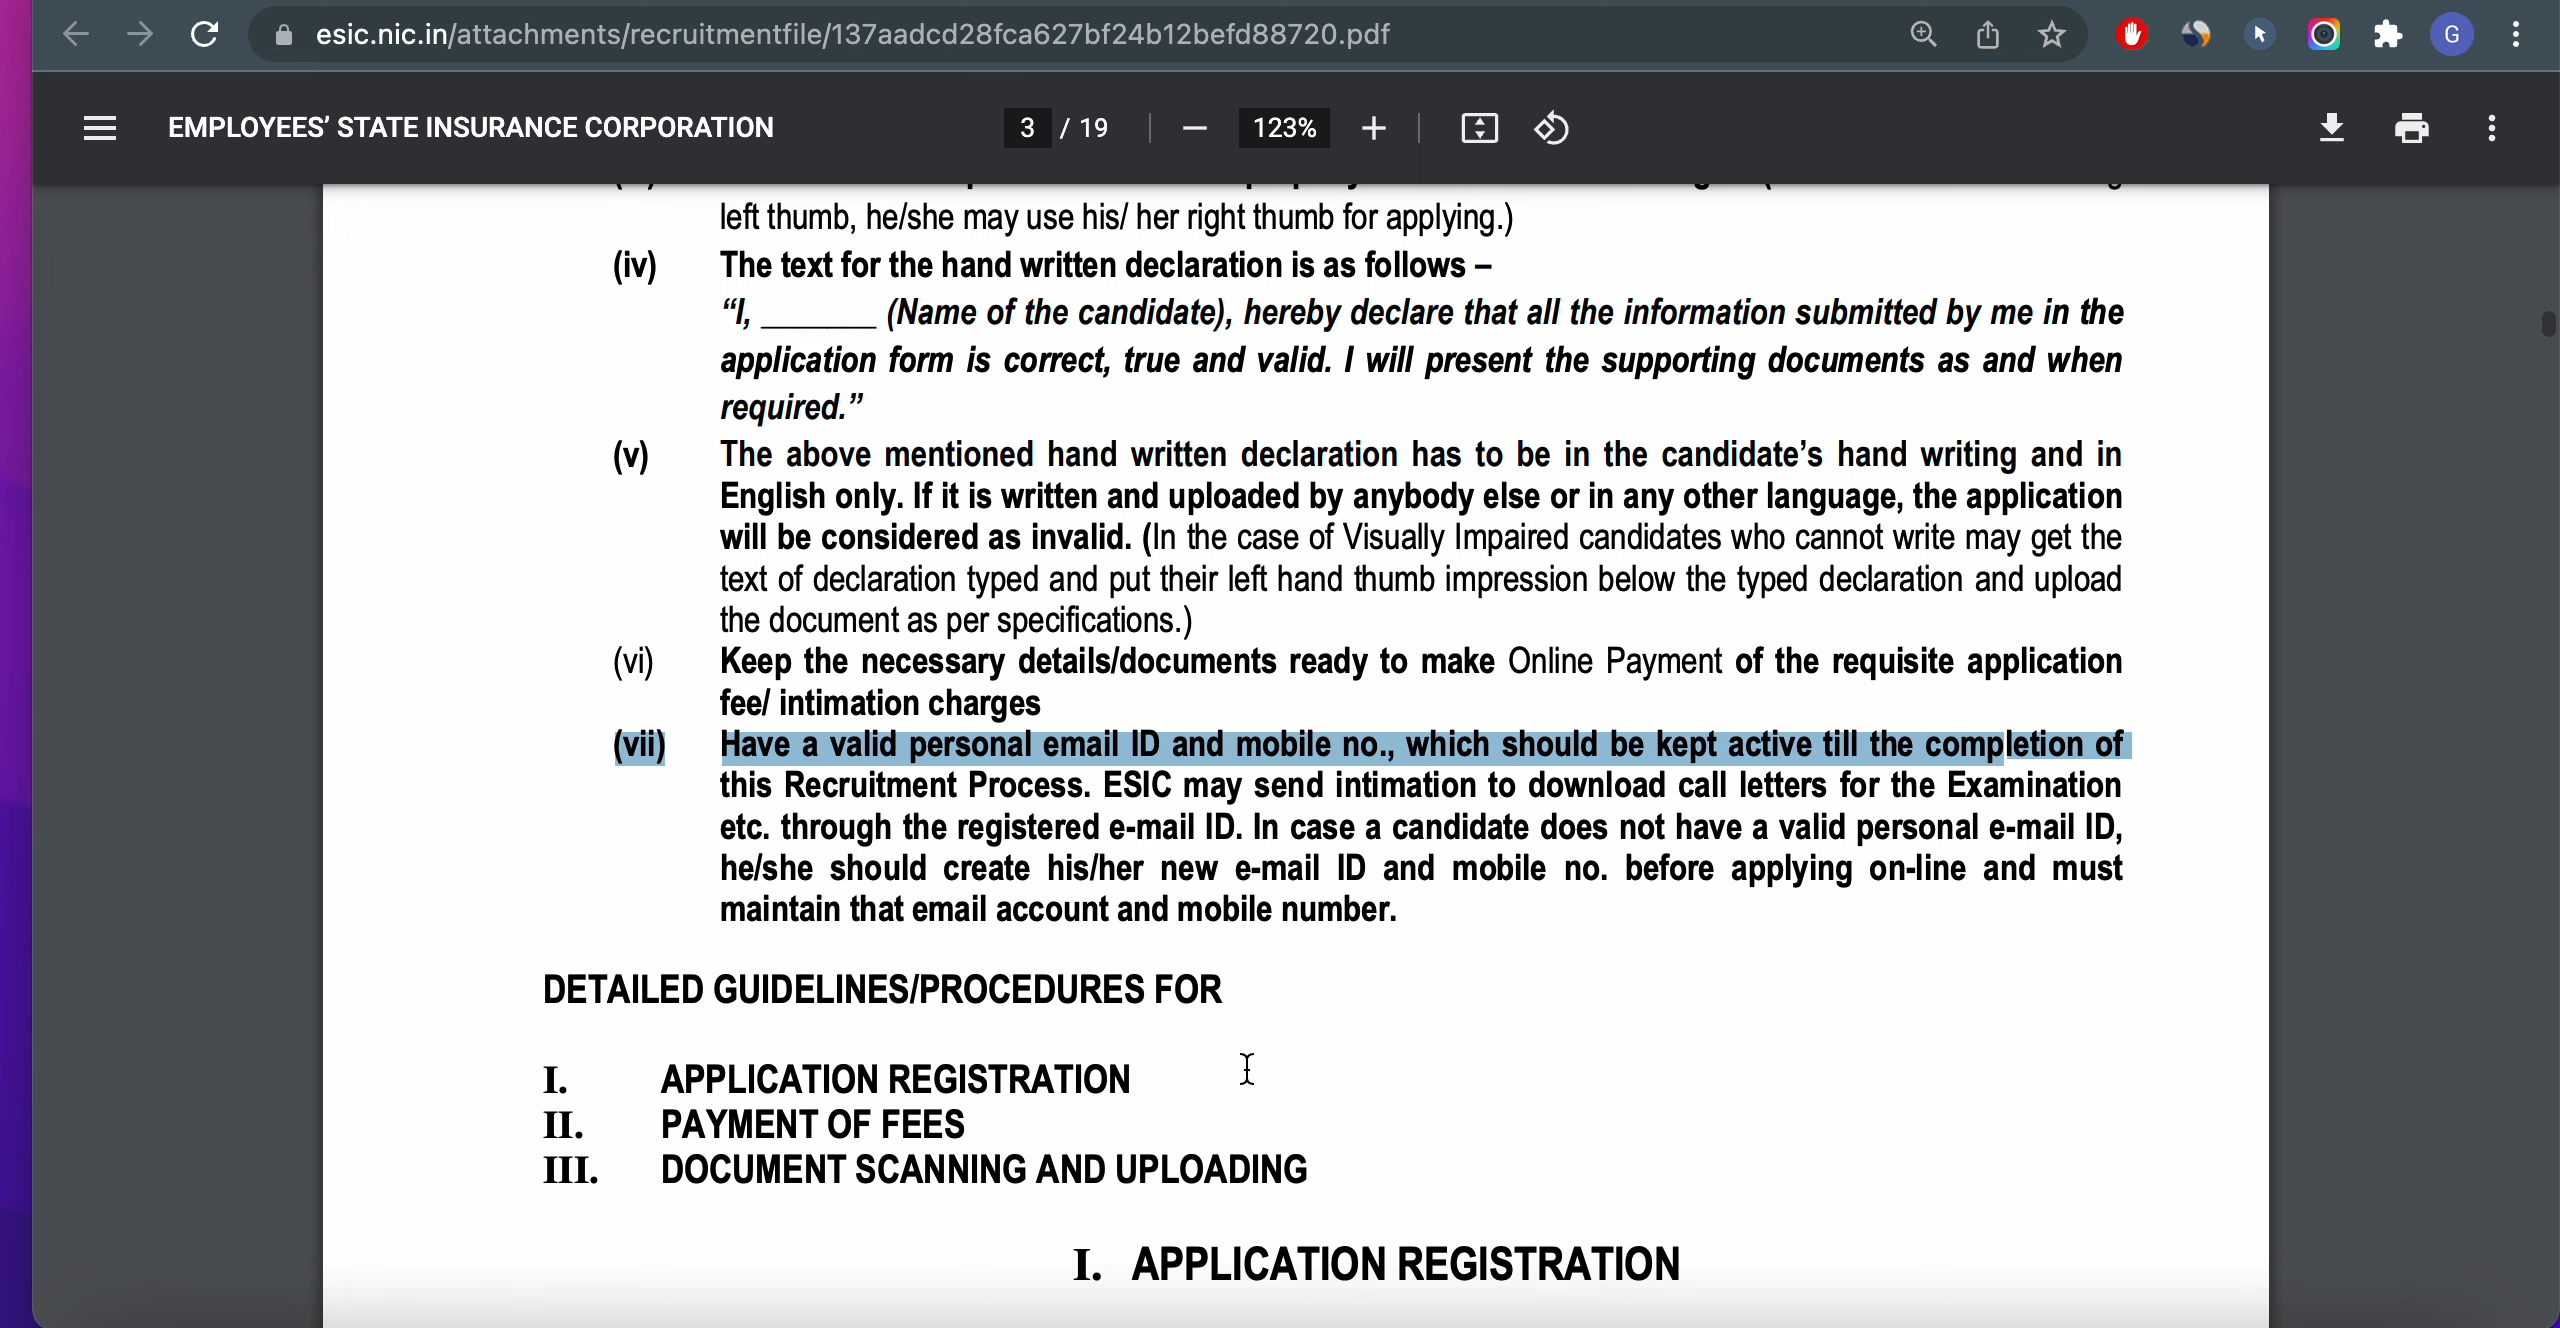 esic.nic.in/attachments/recruitmentfile/137aadcd28fca627bf24b12befd88720.pdf
G
EMPLOYEES’ STATE INSURANCE CORPORATION
3 / 19
123%
left thumb, he/she may use his/ her right thumb for applying.)
(iv) The text for the hand written declaration is as follows –
“I, _______ (Name of the candidate), hereby declare that all the information submitted by me in the
application form is correct, true and valid. I will present the supporting documents as and when
required.”
(v) The above mentioned hand written declaration has to be in the candidate’s hand writing and in
English only. If it is written and uploaded by anybody else or in any other language, the application
will be considered as invalid. (In the case of Visually Impaired candidates who cannot write may get the
text of declaration typed and put their left hand thumb impression below the typed declaration and upload
the document as per specifications.)
(vi) Keep the necessary details/documents ready to make Online Payment of the requisite application
fee/ intimation charges
(vii) Have a valid personal email ID and mobile no., which should be kept active till the completion of
this Recruitment Process. ESIC may send intimation to download call letters for the Examination
etc. through the registered e-mail ID. In case a candidate does not have a valid personal e-mail ID,
he/she should create his/her new e-mail ID and mobile no. before applying on-line and must
maintain that email account and mobile number.
DETAILED GUIDELINES/PROCEDURES FOR
I. APPLICATION REGISTRATION
II. PAYMENT OF FEES
III. DOCUMENT SCANNING AND UPLOADING
I. APPLICATION REGISTRATION